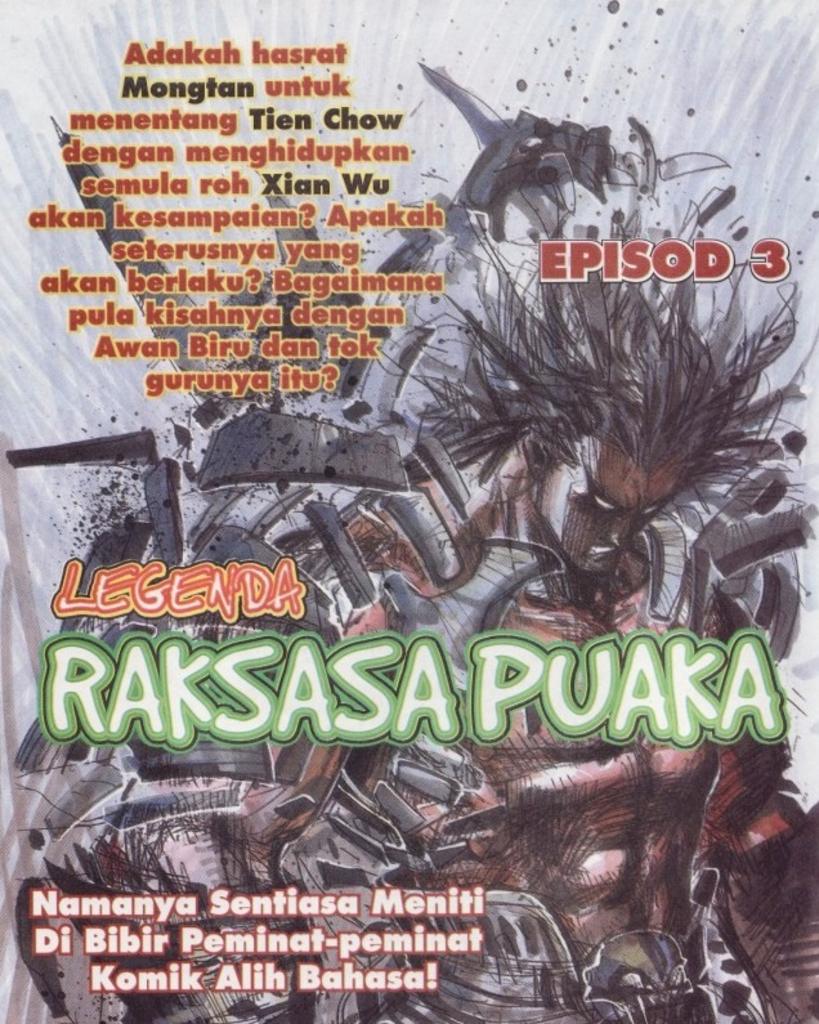 Adakah hasrat
Mongtan untuk
menentang Tien Chow
dengan menghidupkan
semula roh Xian Wu
akan kesampaian? Apakah
seterusnya yang
akan berlaku? Bagaimana
pula kisahnya dengan
Awan Biru dan tok
gurunya itu?
EPISOD 3
LEGENDA
RAKSASA PUAKA
Namanya Sentiasa Meniti
Di Bibir Peminat-peminat
Komik Alih Bahasa!